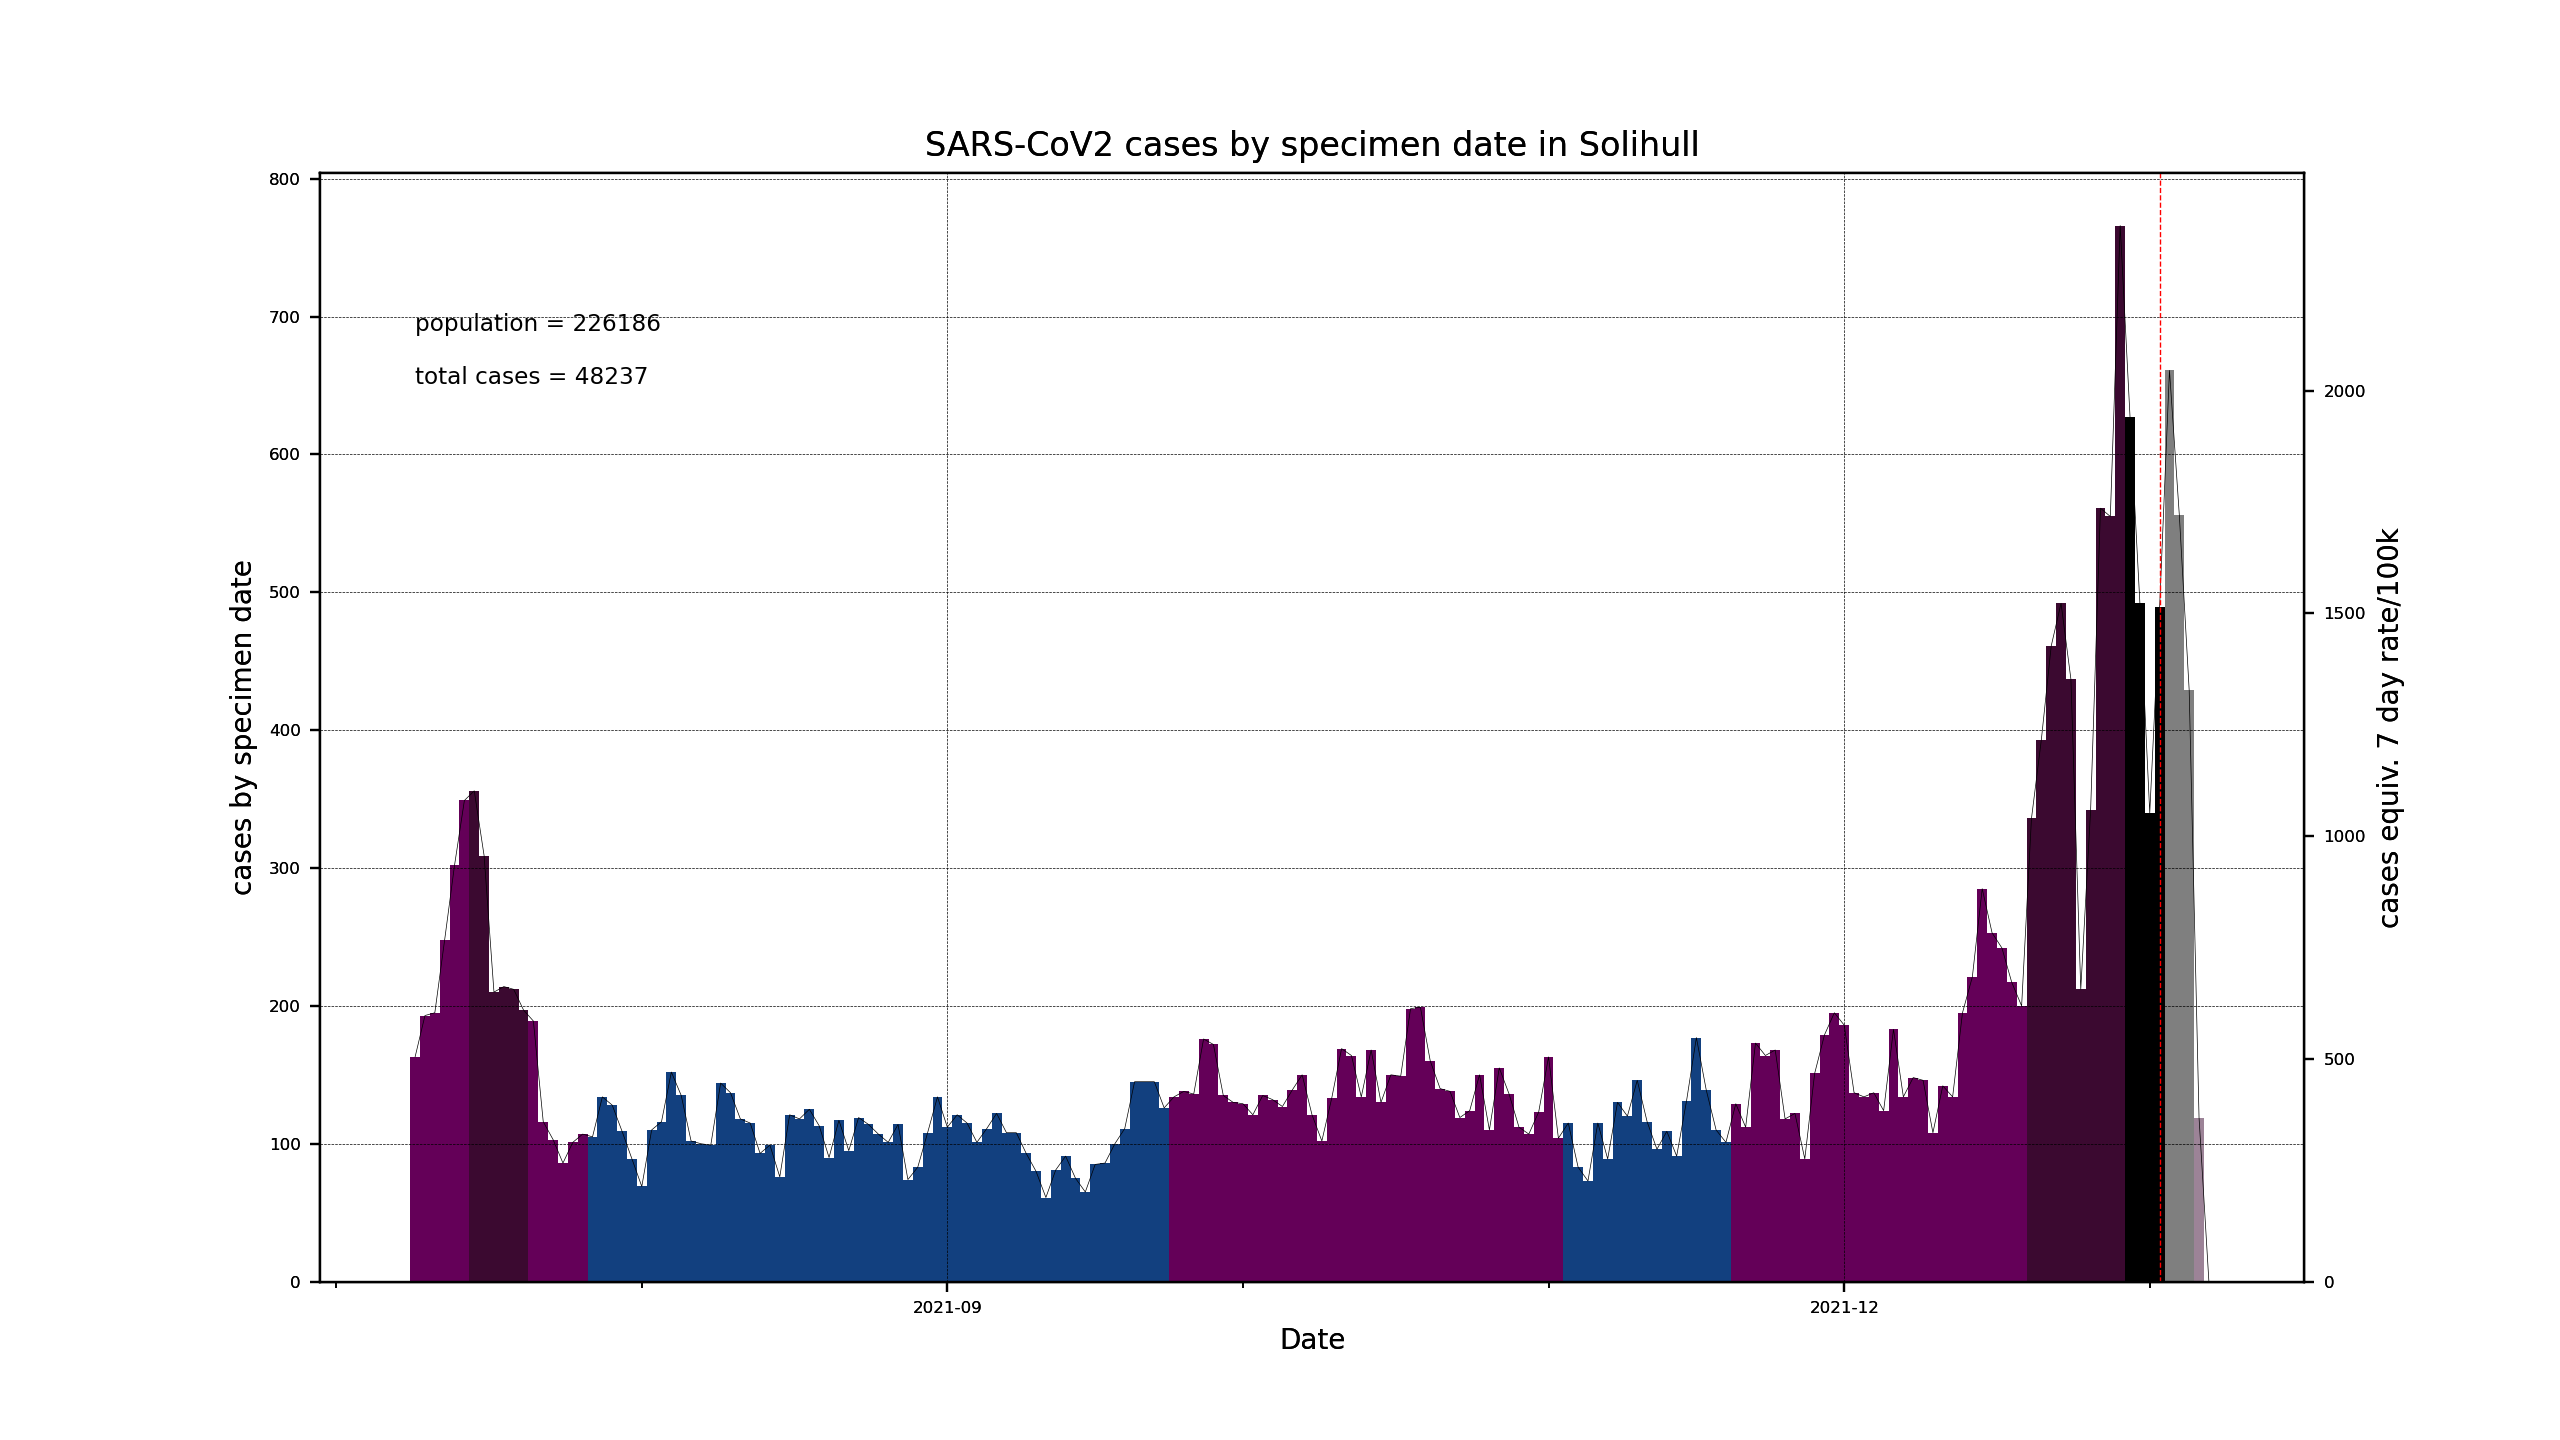 SARS-CoV2 cases by specimen date in Solihull
population = 226186
total cases = 48237
cases by specimen date
800
700
600
500
400
300
200
100
0
2000
1500
1000
500
0
cases equiv. 7 day rate/100k
2021-09
2021-12
Date